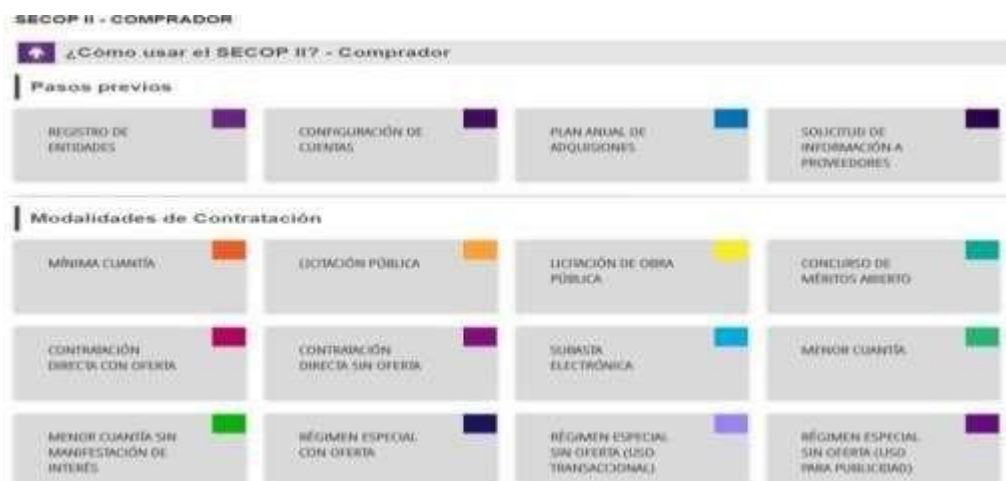 SECOP II - COMPRADOR
¿Cómo usar el SECOP II? - Comprador
Pasos previos
REGISTRO DE
ENTIDADES
CONFIGURACIÓN DE
CUENTAS
PLAN ANUAL DE
ADQUISICIONES
SOLICITUD DE
INFORMACIÓN A
PROVEEDORES
Modalidades de Contratación
MÍNIMA CUANTÍA
LICITACIÓN PÚBLICA
LICITACIÓN DE OBRA
PÚBLICA
CONCURSO DE
MÉRITOS ABIERTO
CONTRATACIÓN
DIRECTA CON OFERTA
CONTRATACIÓN
DIRECTA SIN OFERTA
SUBASTA
ELECTRÓNICA
MENOR CUANTÍA
MENOR CUANTÍA SIN
MANIFESTACIÓN DE
INTERÉS
RÉGIMEN ESPECIAL
CON OFERTA
RÉGIMEN ESPECIAL
SIN OFERTA (USO
TRANSACCIONAL)
RÉGIMEN ESPECIAL
SIN OFERTA (USO
PARA PUBLICIDAD)